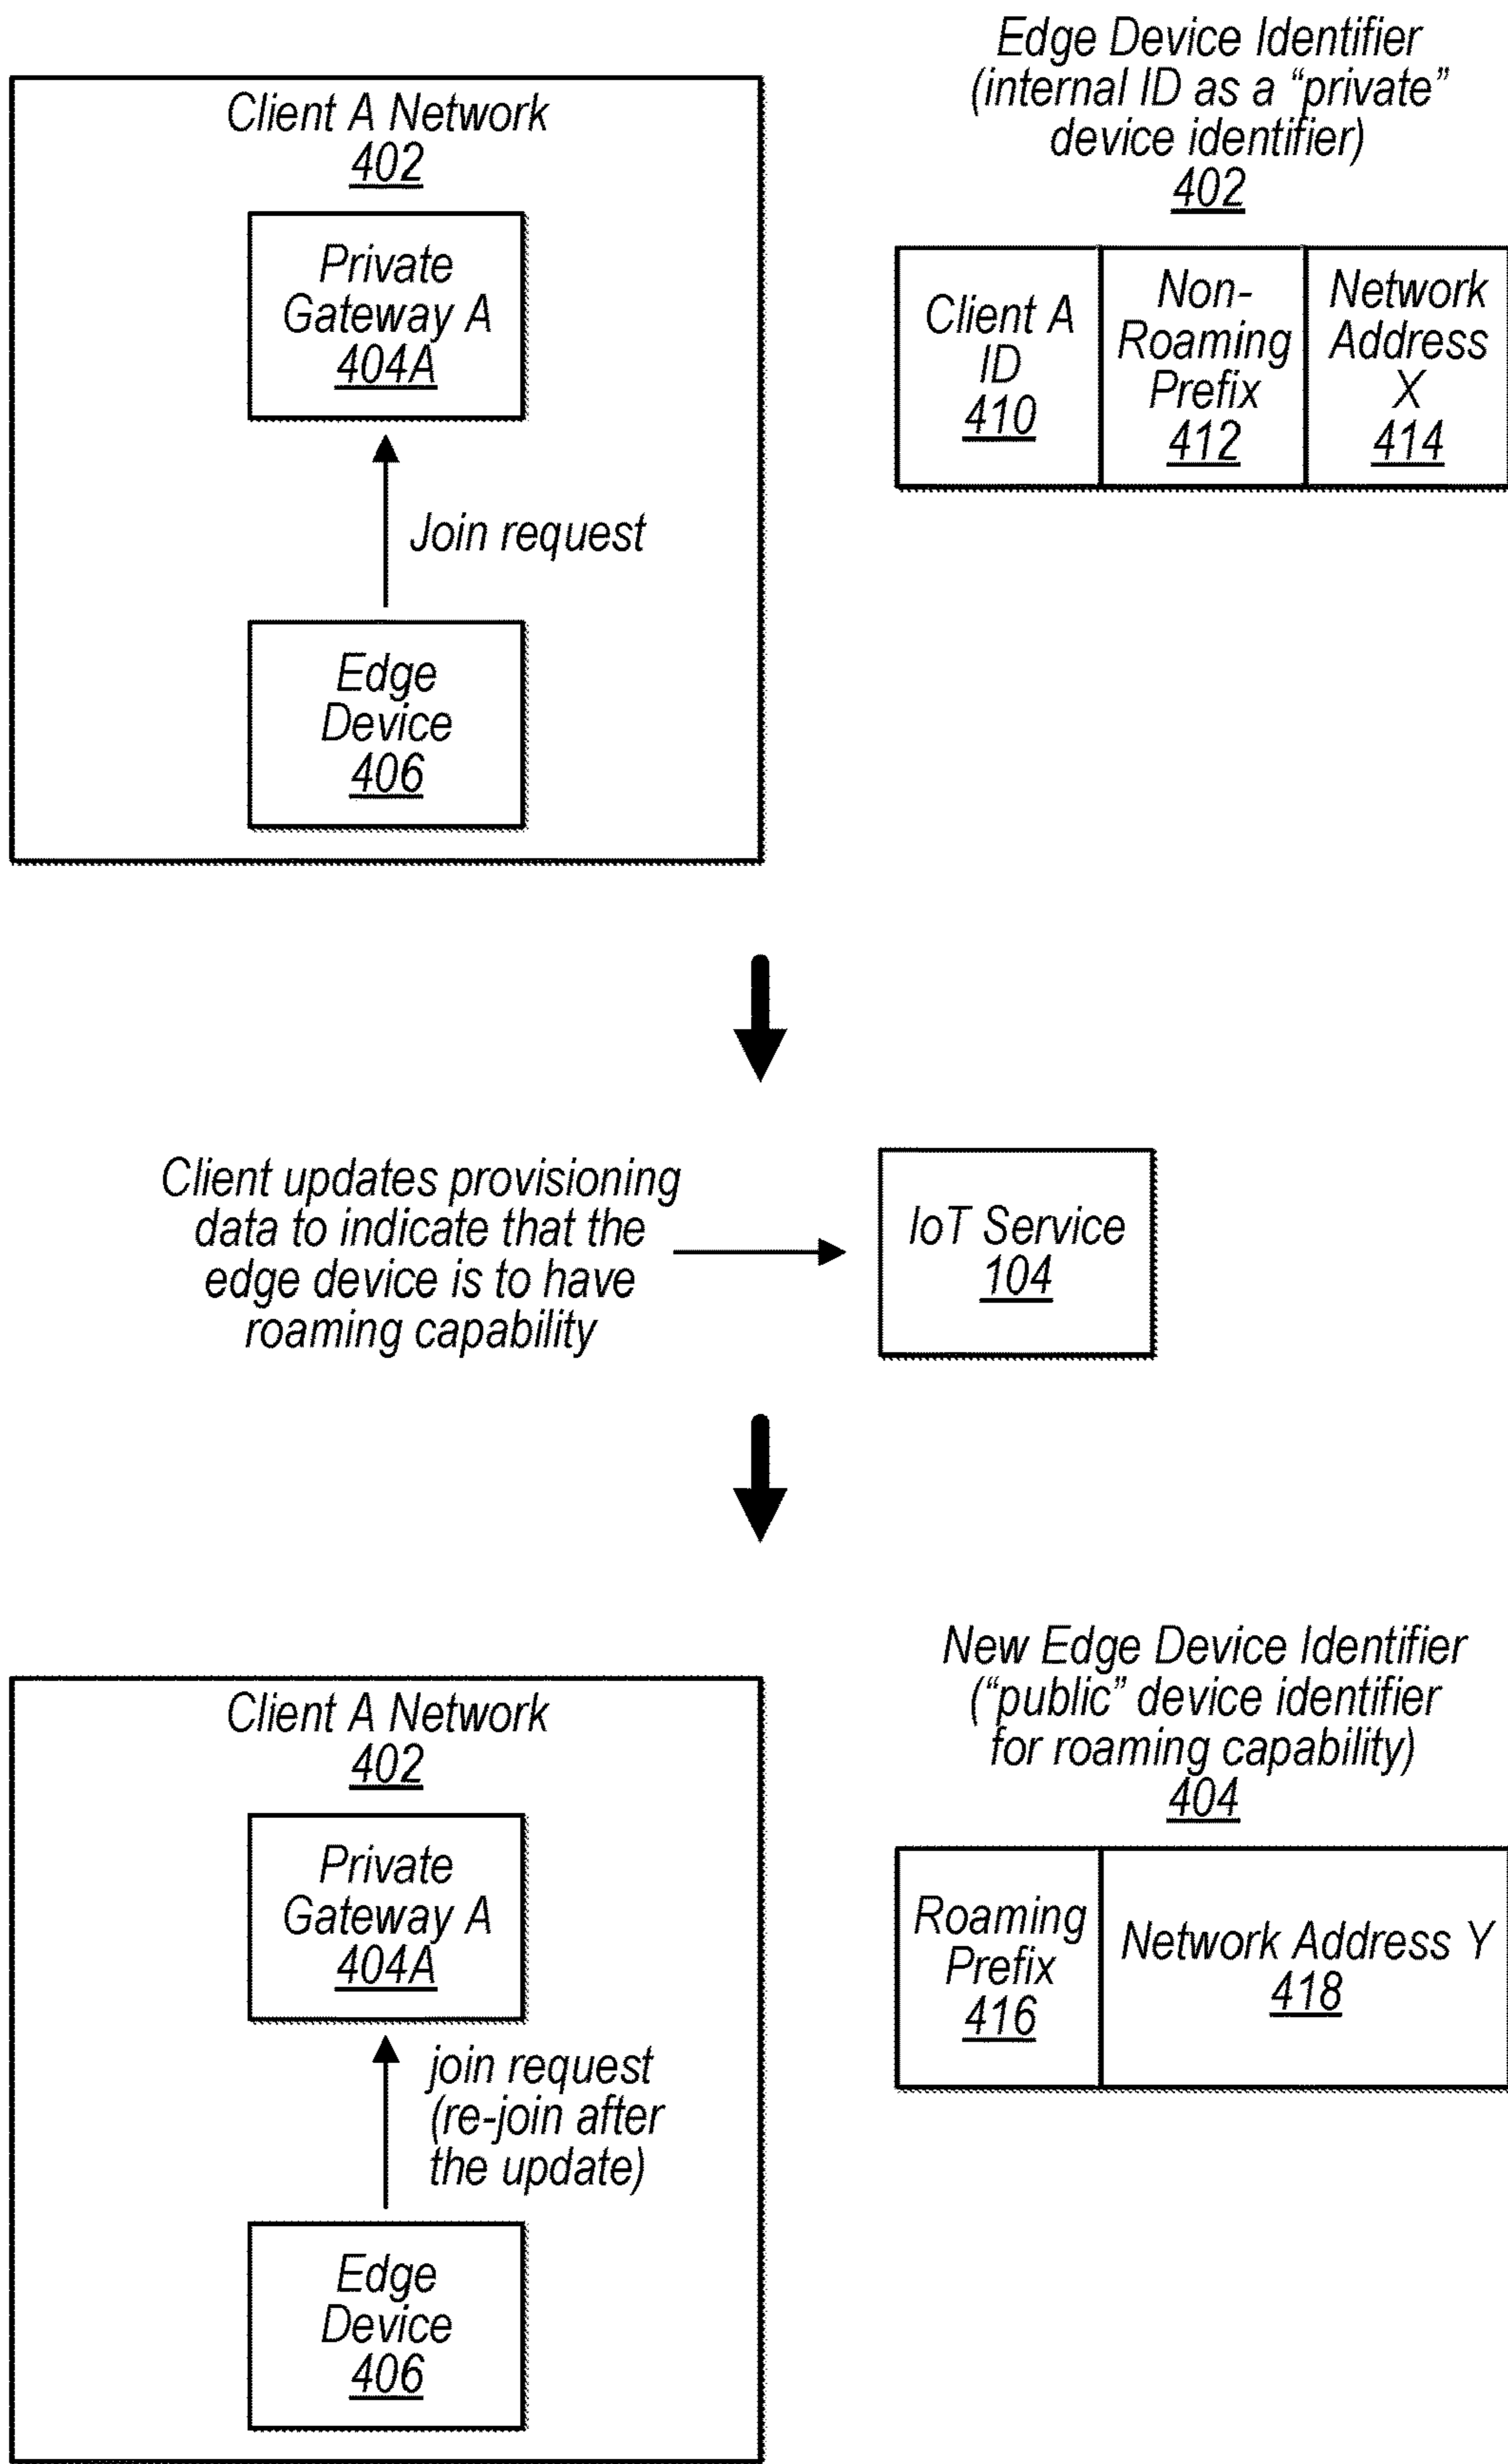 Client A Network
402
Private
Gateway A
404A
Join request
Edge
Device
406
Edge Device Identifier
(internal ID as a “private”
device identifier)
402
Client A
ID
410
Non-
Roaming
Prefix
412
Network
Address
X
414
Client updates provisioning
data to indicate that the
edge device is to have
roaming capability
IoT Service
104
Client A Network
402
Private
Gateway A
404A
join request
(re-join after
the update)
Edge
Device
406
New Edge Device Identifier
(“public” device identifier
for roaming capability)
404
Roaming
Prefix
416
Network Address Y
418